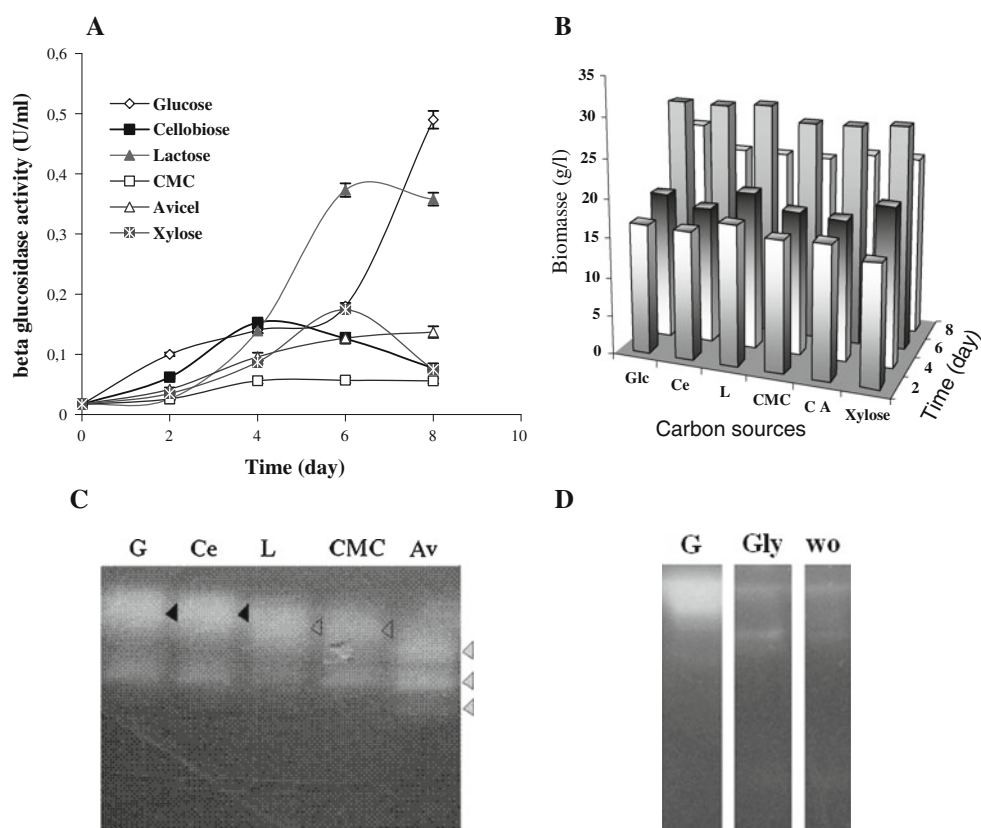 A
beta glucosidase activity (U/ml)
0,6
0,5
0,4
0,3
0,2
0,1
0
Glucose
Cellobiose
Lactose
CMC
Avicel
Xylose
0 2 4 6 8 10
Time (day)
B
Biomasse (g/l)
35
30
25
20
15
10
5
0
Glc Ce L CMC C A Xylose
Carbon sources
2 4 6 8
Time (day)
C
G Ce L CMC Av
D
G Gly wo